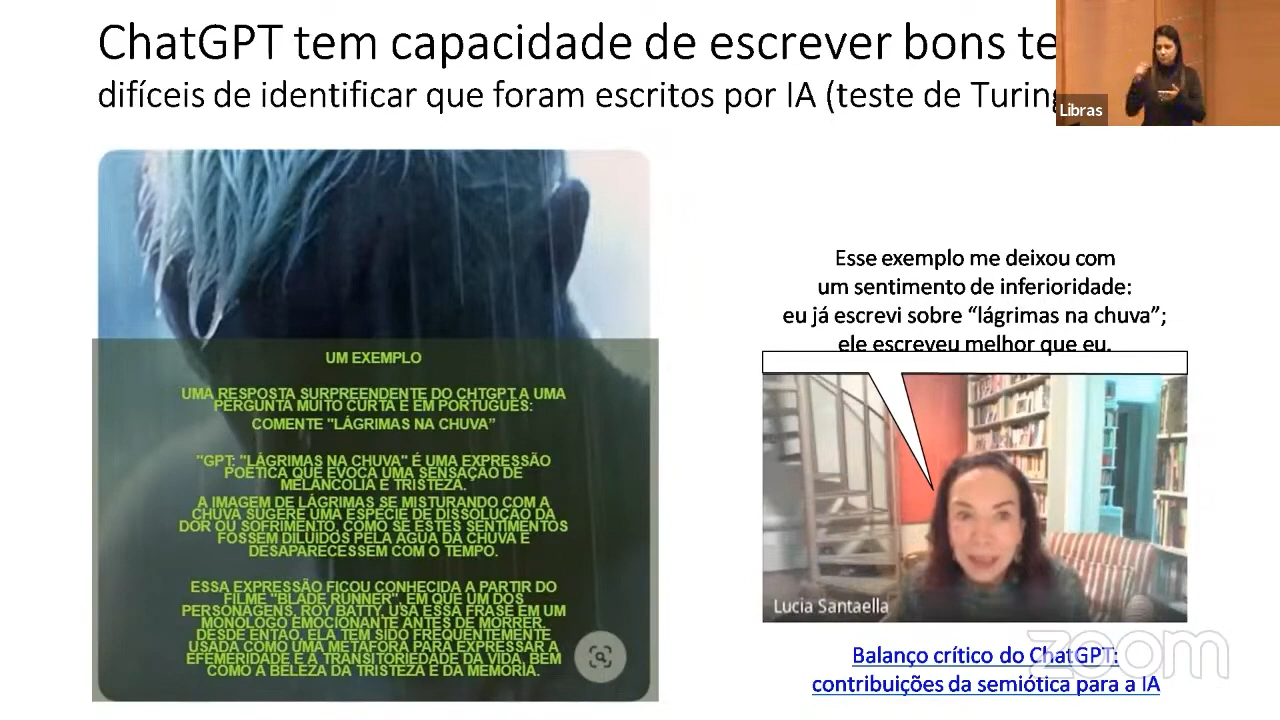 ChatGPT tem capacidade de escrever bons
difíceis de identificar que foram escritos por IA (teste de Turing
Libras
UM EXEMPLO
UMA RESPOSTA SURPREENDENTE DO CHTGPT A UMA
PERGUNTA MUITO CURTA E EM PORTUGUES:
COMENTE "LÁGRIMAS NA CHUVA"
"GPT: "LÁGRIMAS NA CHUVA" É UMA EXPRESSÃO
POÉTICA QUE EVOCA UMA SENSAÇÃO DE
MELANCOLIA E TRISTEZA.
A IMAGEM DE LÁGRIMAS SE MISTURANDO COM A
CHUVA SUGERE UMA ESPÉCIE DE DISSOLUÇÃO DA
DOR OU SOFRIMENTO, COMO SE ESTES SENTIMENTOS
FOSSEM DILUÍDOS PELA ÁGUA DA CHUVA E
DESAPARECESSEM COM O TEMPO.
ESSA EXPRESSÃO FICOU CONHECIDA A PARTIR DO
FILME "BLADE RUNNER", EM QUE UM DOS
PERSONAGENS, ROY BATTY, USA ESSA FRASE EM UM
MONÓLOGO EMOCIONANTE ANTES DE MORRER.
DESDE ENTÃO, ELA TEM SIDO FREQUENTEMENTE
USADA COMO UMA METÁFORA PARA EXPRESSAR A
EFEMERIDADE E A TRANSITORIEDADE DA VIDA, BEM
COMO A BELEZA DA TRISTEZA E DA MEMÓRIA.
Esse exemplo me deixou com
um sentimento de inferioridade:
eu já escrevi sobre "lágrimas na chuva";
ele escreveu melhor que eu.
Lucia Santaella
Balanço crítico do ChatGPT:
contribuições da semiótica para a IA
zoom